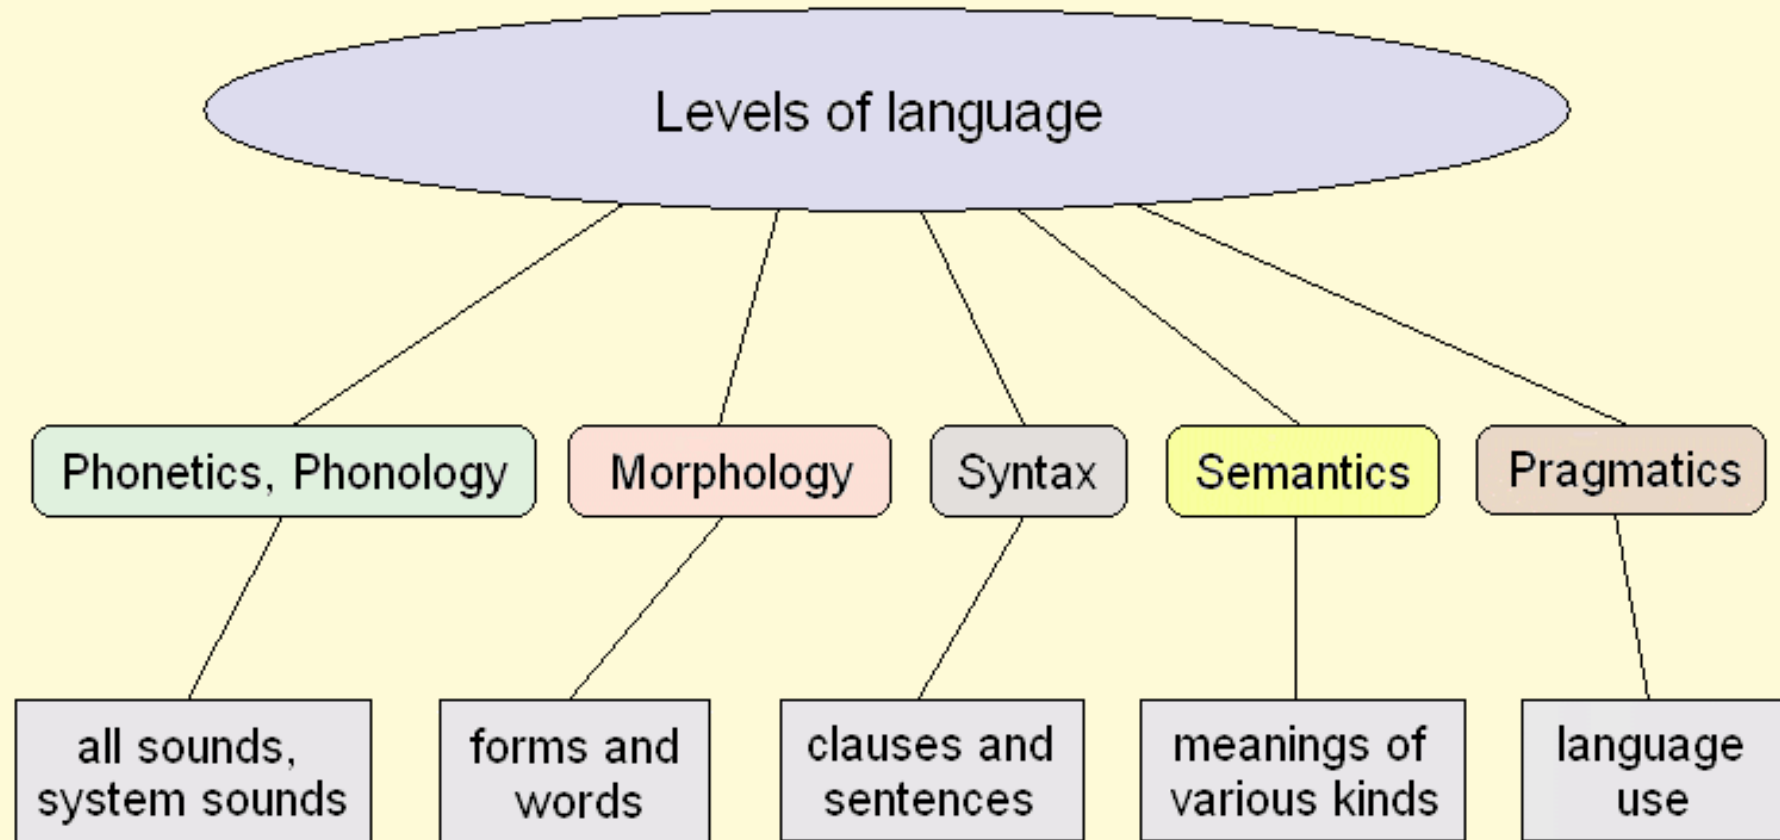 Levels of language
Phonetics, Phonology
Morphology
Syntax
Semantics
Pragmatics
all sounds,
system sounds
forms and
words
clauses and
sentences
meanings of
various kinds
language
use